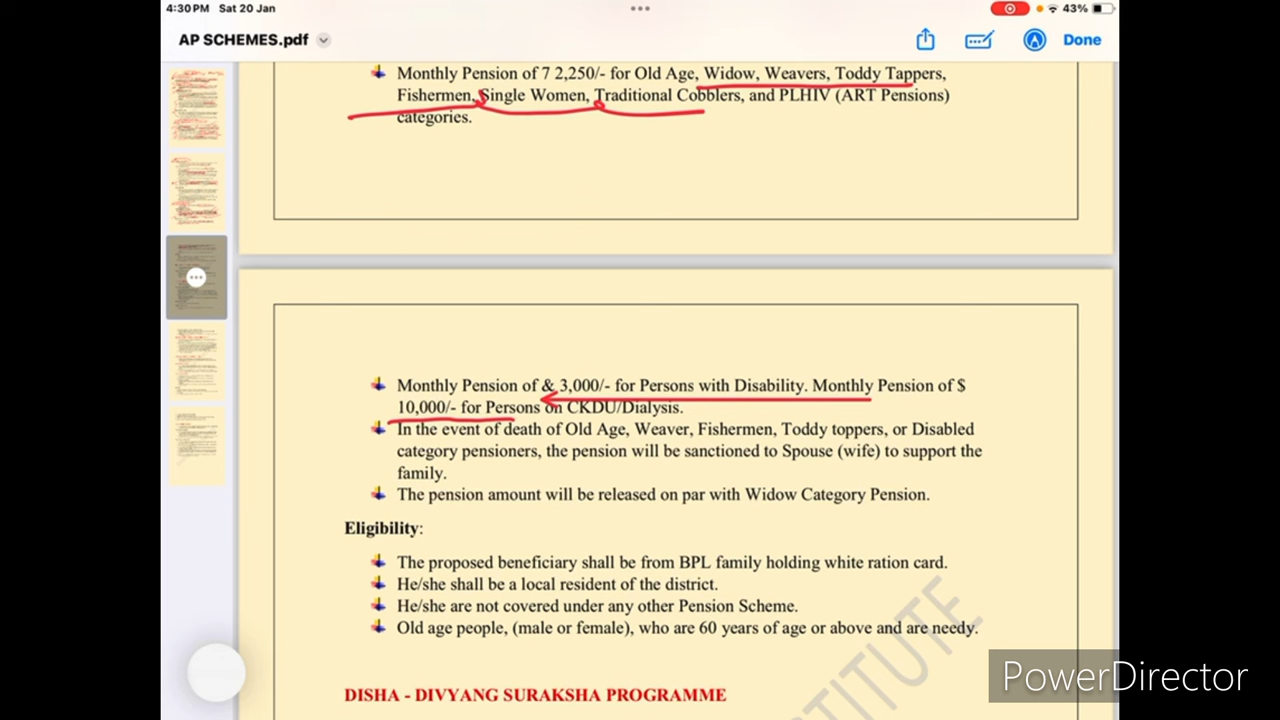 4:30 PM Sat 20 Jan
43%
AP SCHEMES.pdf
Done
Monthly Pension of 7 2,250/- for Old Age, Widow, Weavers, Toddy Tappers,
Fishermen, Single Women, Traditional Cobblers, and PLHIV (ART Pensions)
categories.
Monthly Pension of & 3,000/- for Persons with Disability. Monthly Pension of $
10,000/- for Persons on CKDU/Dialysis.
In the event of death of Old Age, Weaver, Fishermen, Toddy toppers, or Disabled
category pensioners, the pension will be sanctioned to Spouse (wife) to support the
family.
The pension amount will be released on par with Widow Category Pension.
Eligibility:
The proposed beneficiary shall be from BPL family holding white ration card.
He/she shall be a local resident of the district.
He/she are not covered under any other Pension Scheme.
Old age people, (male or female), who are 60 years of age or above and are needy.
DISHA - DIVYANG SURAKSHA PROGRAMME
TITUTE
PowerDirector